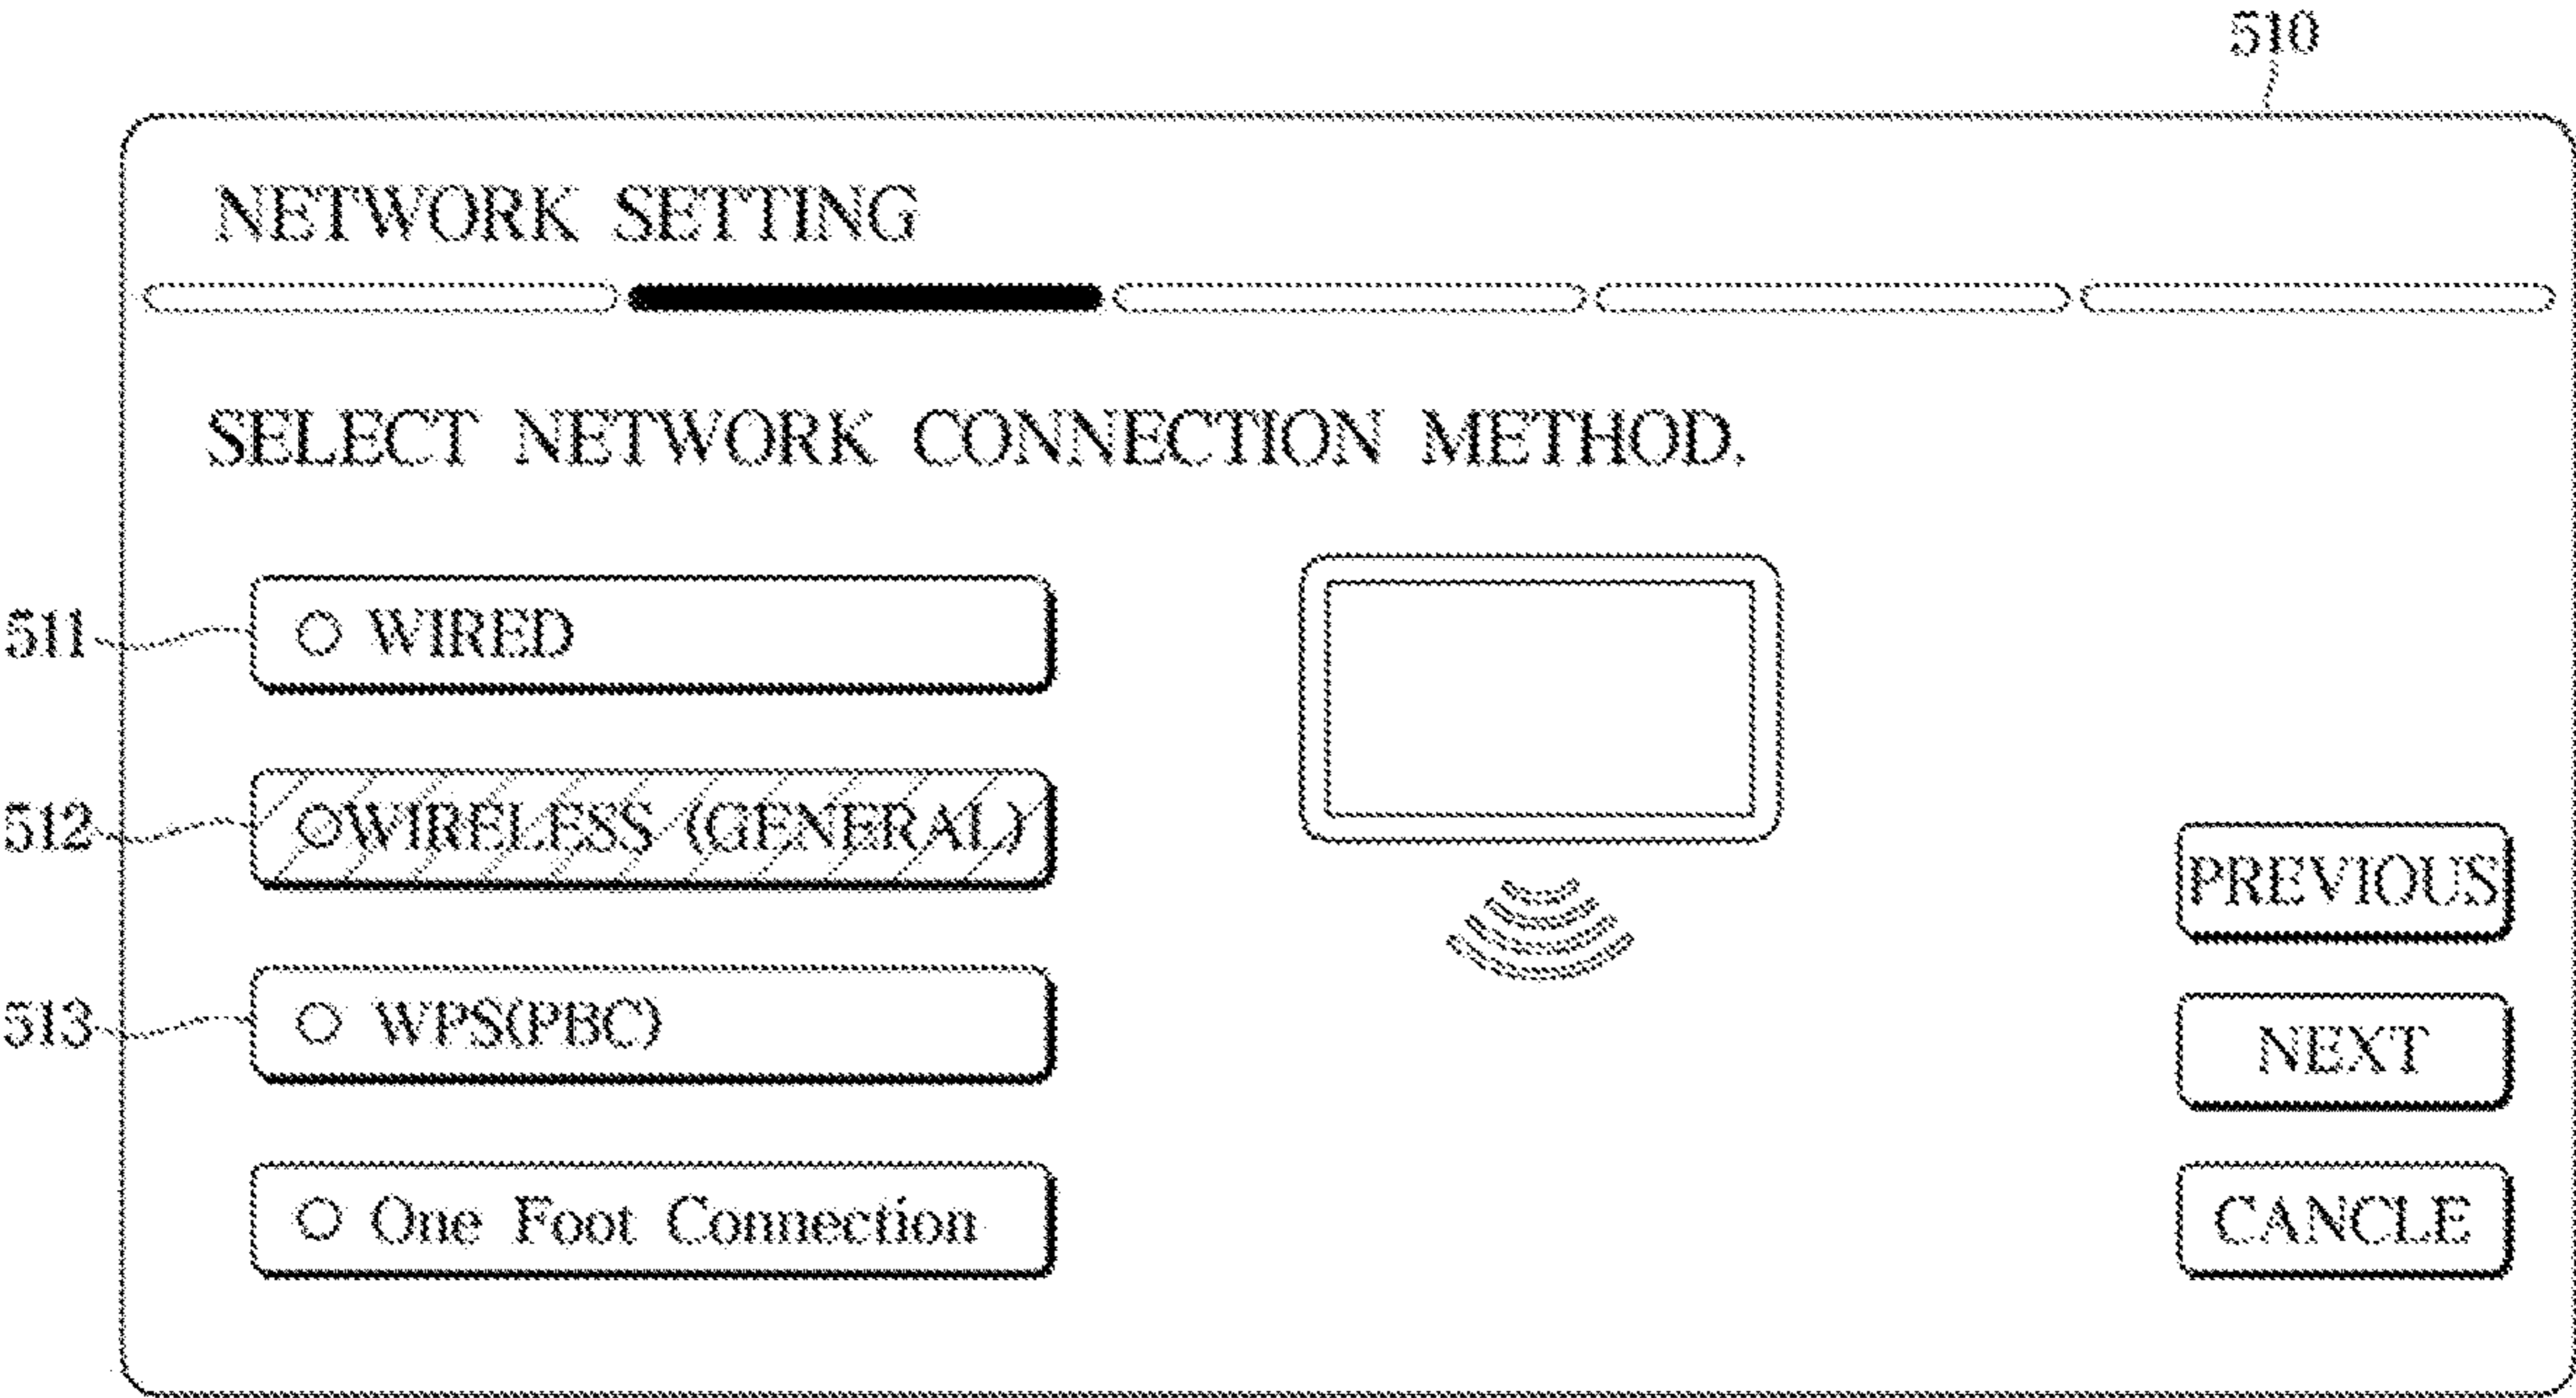 510
NETWORK SETTING
SELECT NETWORK CONNECTION METHOD.
511
WIRED
512
WIRELESS (GENERAL)
513
WPS(PBC)
One Foot Connection
PREVIOUS
NEXT
CANCLE